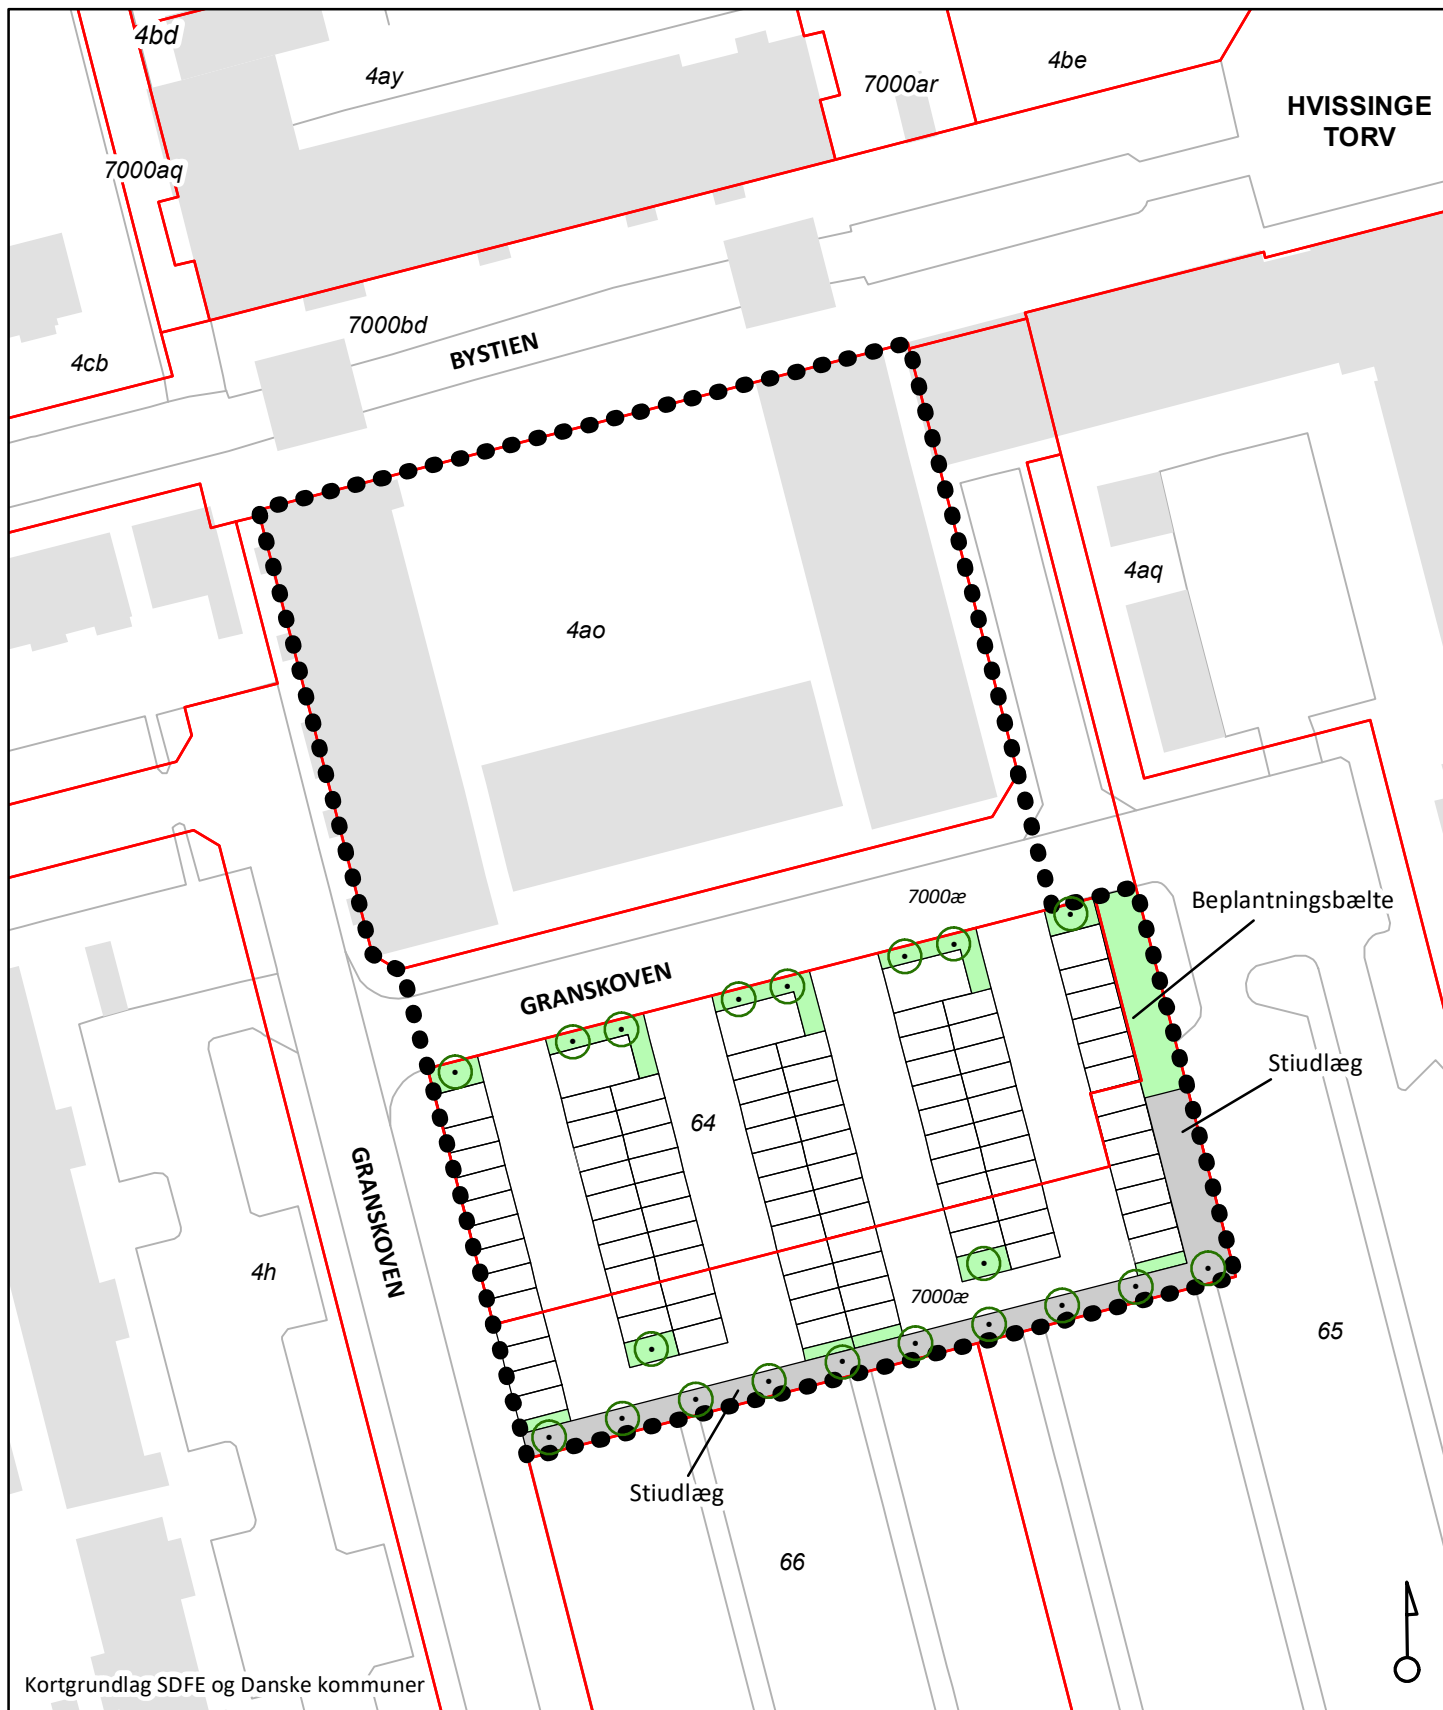 4bd
4ay
7000ar
4be
HVISSINGE
TORV
7000aq
7000bd
BYSTIEN
4cb
4ao
4aq
7000æ
Beplantningsbælte
GRANSKOVEN
Stiudlæg
64
GRANSKOVEN
4h
7000æ
65
Stiudlæg
66
Kortgrundlag SDFE og Danske kommuner